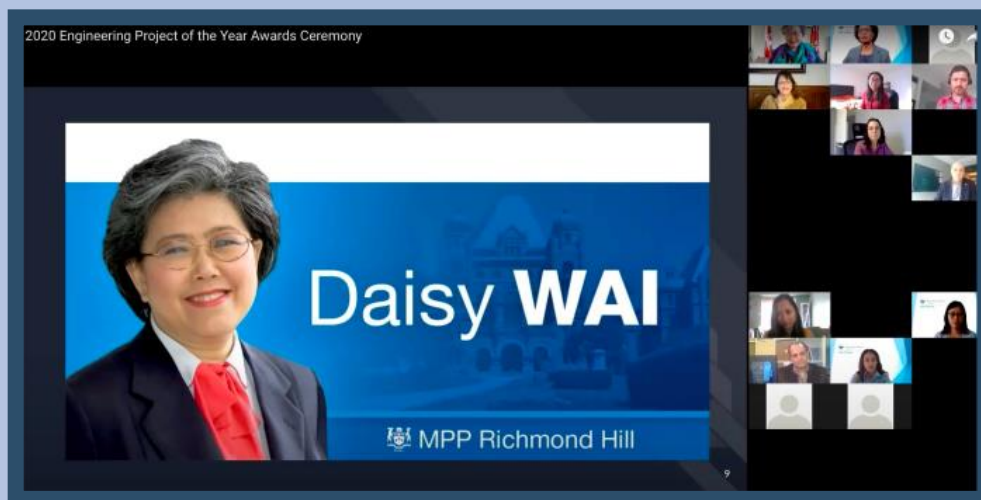 2020 Engineering Project of the Year Awards Ceremony
Daisy WAI
MPP Richmond Hill
9